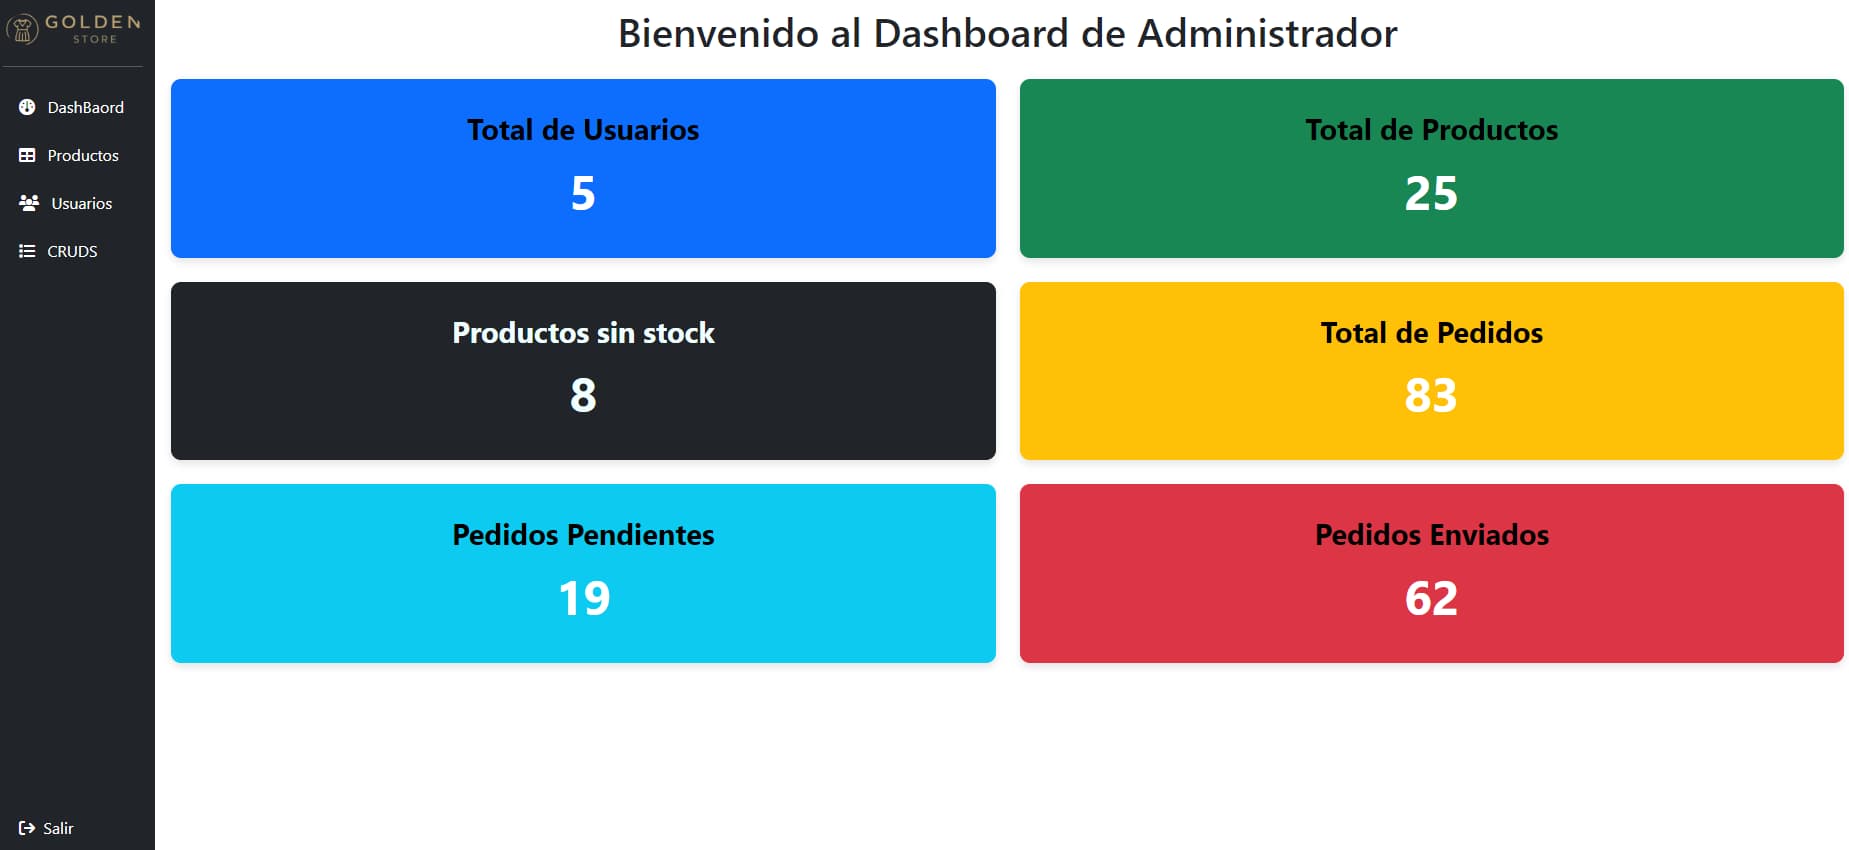 GOLDEN
STORE
DashBaord
Productos
Usuarios
CRUDS
Salir
Bienvenido al Dashboard de Administrador
Total de Usuarios
5
Total de Productos
25
Productos sin stock
8
Total de Pedidos
83
Pedidos Pendientes
19
Pedidos Enviados
62